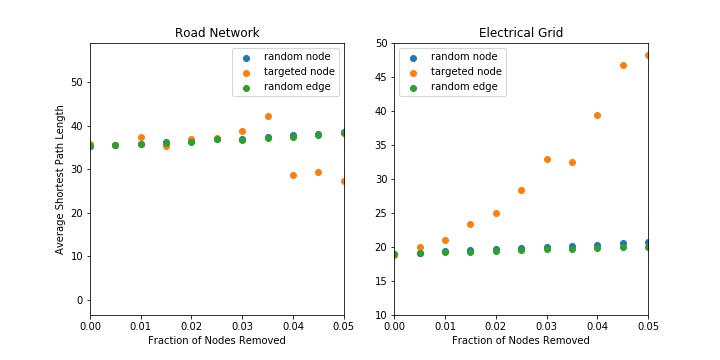 Road Network
Average Shortest Path Length
50
40
30
20
10
0
random node
targeted node
random edge
0.00 0.01 0.02 0.03 0.04 0.05
Fraction of Nodes Removed
Electrical Grid
50
45
40
35
30
25
20
15
10
random node
targeted node
random edge
0.00 0.01 0.02 0.03 0.04 0.05
Fraction of Nodes Removed